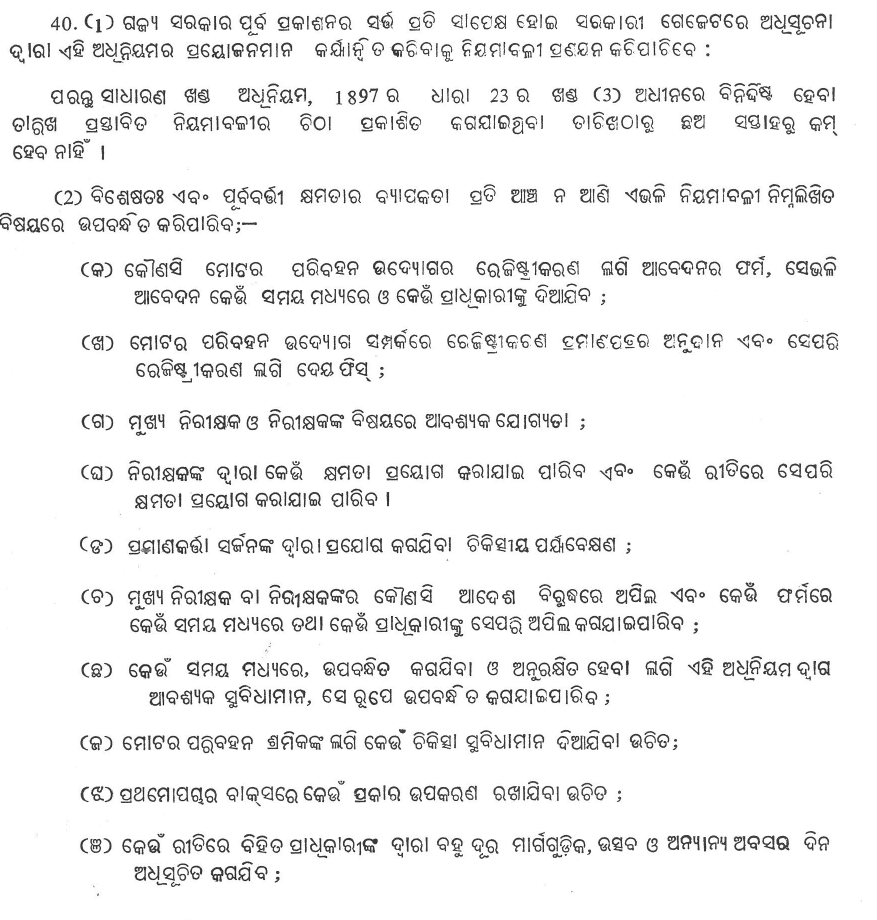 40. (1) ରାଜ୍ୟ ସରକାର ପୂର୍ବ ପ୍ରକାଶନର ସର୍ତ୍ତ ପ୍ରତି ସାପେକ୍ଷ ହୋଇ ସରକାରୀ ଗେଜେଟରେ ଅଧିସୂଚନା
ଦ୍ୱାରା ଏହି ଅଧିନିୟମର ପ୍ରୟୋଜନମାନ କାର୍ଯ୍ୟାନ୍ୱିତ କରିବାକୁ ନିୟମାବଳୀ ପ୍ରଣୟନ କରିପାରିବେ :
ପରନ୍ତୁ ସାଧାରଣ ଖଣ୍ଡ ଅଧିନିୟମ, 1897 ର ଧାରା 23 ର ଖଣ୍ଡ (3) ଅଧୀନରେ ବିନିର୍ଦ୍ଦିଷ୍ଟ ହେବା
ତାରିଖ ପ୍ରସ୍ତାବିତ ନିୟମାବଳୀର ଚିଠା ପ୍ରକାଶିତ କରାଯାଇଥିବା ତାରିଖଠାରୁ ଛଅ ସପ୍ତାହରୁ କମ୍
ହେବ ନାହିଁ ।
(2) ବିଶେଷତଃ ଏବଂ ପୂର୍ବବର୍ତ୍ତୀ କ୍ଷମତାର ବ୍ୟାପକତା ପ୍ରତି ଆଞ୍ଚ ନ ଆଣି ଏଭଳି ନିୟମାବଳୀ ନିମ୍ନଲିଖିତ
ବିଷୟରେ ଉପବନ୍ଧିତ କରିପାରିବ;—
(କ) କୌଣସି ମୋଟର ପରିବହନ ଉଦ୍ୟୋଗର ରେଜିଷ୍ଟ୍ରୀକରଣ ଲାଗି ଆବେଦନର ଫର୍ମ, ସେଭଳି
ଆବେଦନ କେଉଁ ସମୟ ମଧ୍ୟରେ ଓ କେଉଁ ପ୍ରାଧିକାରୀଙ୍କୁ ଦିଆଯିବ ;
(ଖ) ମୋଟର ପରିବହନ ଉଦ୍ୟୋଗ ସମ୍ପର୍କରେ ରେଜିଷ୍ଟ୍ରୀକରଣ ପ୍ରମାଣପତ୍ରର ଅନୁଦାନ ଏବଂ ସେପରି
ରେଜିଷ୍ଟ୍ରୀକରଣ ଲାଗି ଦେୟ ଫିସ୍ ;
(ଗ) ମୁଖ୍ୟ ନିରୀକ୍ଷକ ଓ ନିରୀକ୍ଷକଙ୍କ ବିଷୟରେ ଆବଶ୍ୟକ ଯୋଗ୍ୟତା ;
(ଘ) ନିରୀକ୍ଷକଙ୍କ ଦ୍ୱାରା କେଉଁ କ୍ଷମତା ପ୍ରୟୋଗ କରାଯାଇ ପାରିବ ଏବଂ କେଉଁ ରୀତିରେ ସେପରି
କ୍ଷମତା ପ୍ରୟୋଗ କରାଯାଇ ପାରିବ ।
(ଙ) ପ୍ରମାଣକର୍ତ୍ତା ସର୍ଜନଙ୍କ ଦ୍ୱାରା ପ୍ରଯୋଗ କରାଯିବା ଚିକିତ୍ସୀୟ ପର୍ଯ୍ୟବେକ୍ଷଣ ;
(ଚ) ମୁଖ୍ୟ ନିରୀକ୍ଷକ ବା ନିରୀକ୍ଷକଙ୍କର କୌଣସି ଆଦେଶ ବିରୁଦ୍ଧରେ ଅପିଲ ଏବଂ କେଉଁ ଫର୍ମରେ
କେଉଁ ସମୟ ମଧ୍ୟରେ ତଥା କେଉଁ ପ୍ରାଧିକାରୀଙ୍କୁ ସେପରି ଅପିଲ କରାଯାଇପାରିବ ;
(ଛ) କେଉଁ ସମୟ ମଧ୍ୟରେ, ଉପବନ୍ଧିତ କରାଯିବା ଓ ଅନୁରକ୍ଷିତ ହେବା ଲାଗି ଏହି ଅଧିନିୟମ ଦ୍ୱାରା
ଆବଶ୍ୟକ ସୁବିଧାମାନ, ସେ ରୂପେ ଉପବନ୍ଧିତ କରାଯାଇପାରିବ ;
(ଜ) ମୋଟର ପରିବହନ ଶ୍ରମିକଙ୍କ ଲାଗି କେଉଁ ଚିକିତ୍ସା ସୁବିଧାମାନ ଦିଆଯିବା ଉଚିତ;
(ଝ) ପ୍ରଥମୋପଚାର ବାକ୍ସରେ କେଉଁ ପ୍ରକାର ଉପକରଣ ରଖାଯିବା ଉଚିତ ;
(ଞ) କେଉଁ ରୀତିରେ ବିହିତ ପ୍ରାଧିକାରୀଙ୍କ ଦ୍ୱାରା ବହୁ ଦୂର ମାର୍ଗଗୁଡ଼ିକ, ଉତ୍ସବ ଓ ଅନ୍ୟାନ୍ୟ ଅବସର ଦିନ
ଅଧିସୂଚିତ କରାଯିବ ;